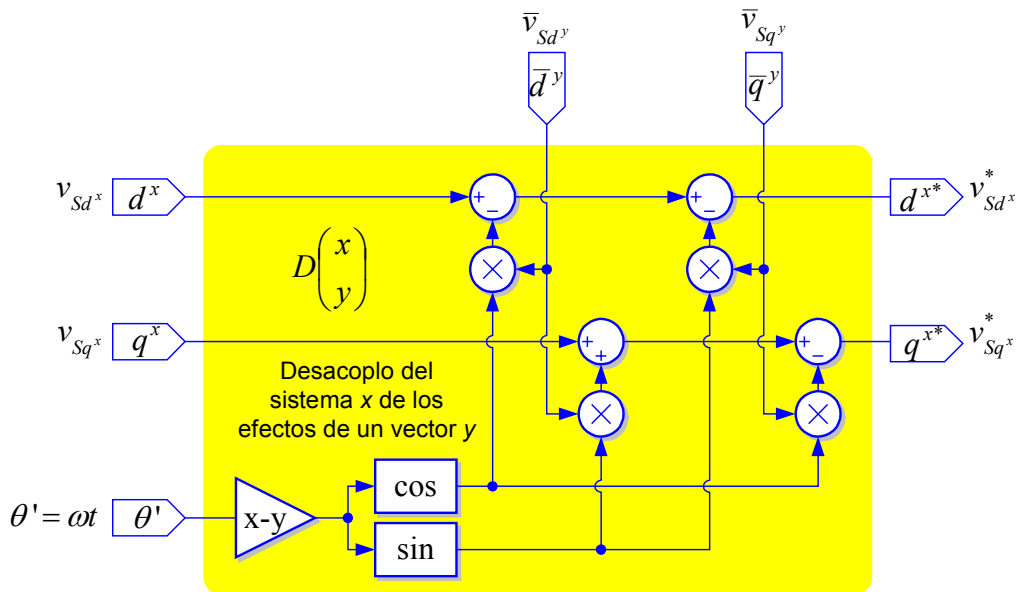 v̅_{Sd^y} v̅_{Sq^y}
d̅^y q̅^y
v_{Sd^x} d^x + − + − d^{x*} v^*_{Sd^x}
× ×
D(x y)
v_{Sq^x} q^x + + + − q^{x*} v^*_{Sq^x}
Desacoplo del
sistema x de los
efectos de un vector y
× ×
cos
θ'=ωt θ' x-y
sin